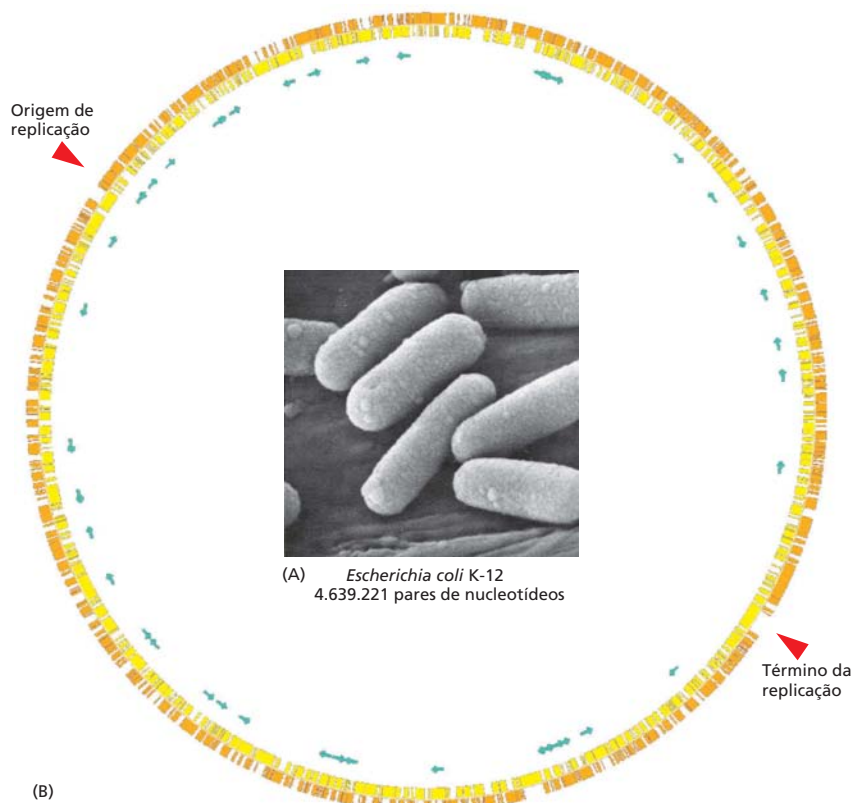 Origem de
replicação
(A) Escherichia coli K-12
4.639.221 pares de nucleotídeos
Término da
replicação
(B)